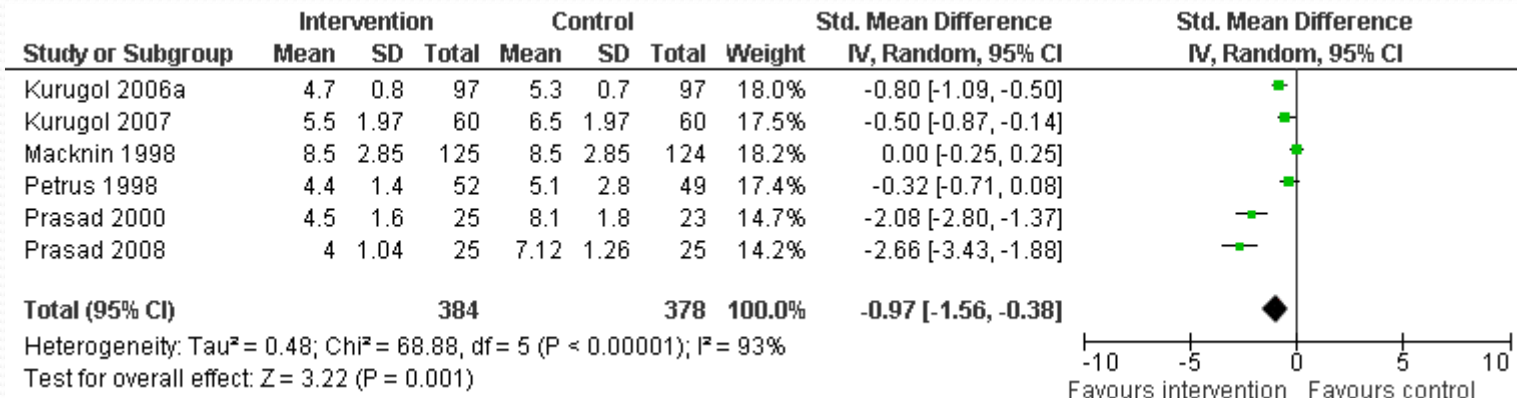 Intervention Control Std. Mean Difference Std. Mean Difference
Study or Subgroup Mean SD Total Mean SD Total Weight IV, Random, 95% CI IV, Random, 95% CI
Kurugol 2006a 4.7 0.8 97 5.3 0.7 97 18.0% -0.80 [-1.09, -0.50]
Kurugol 2007 5.5 1.97 60 6.5 1.97 60 17.5% -0.50 [-0.87, -0.14]
Macknin 1998 8.5 2.85 125 8.5 2.85 124 18.2% 0.00 [-0.25, 0.25]
Petrus 1998 4.4 1.4 52 5.1 2.8 49 17.4% -0.32 [-0.71, 0.08]
Prasad 2000 4.5 1.6 25 8.1 1.8 23 14.7% -2.08 [-2.80, -1.37]
Prasad 2008 4 1.04 25 7.12 1.26 25 14.2% -2.66 [-3.43, -1.88]
Total (95% CI) 384 378 100.0% -0.97 [-1.56, -0.38]
Heterogeneity: Tau² = 0.48; Chi² = 68.88, df = 5 (P < 0.00001); I² = 93%
Test for overall effect: Z = 3.22 (P = 0.001)
-10 -5 0 5 10
Favours intervention Favours control